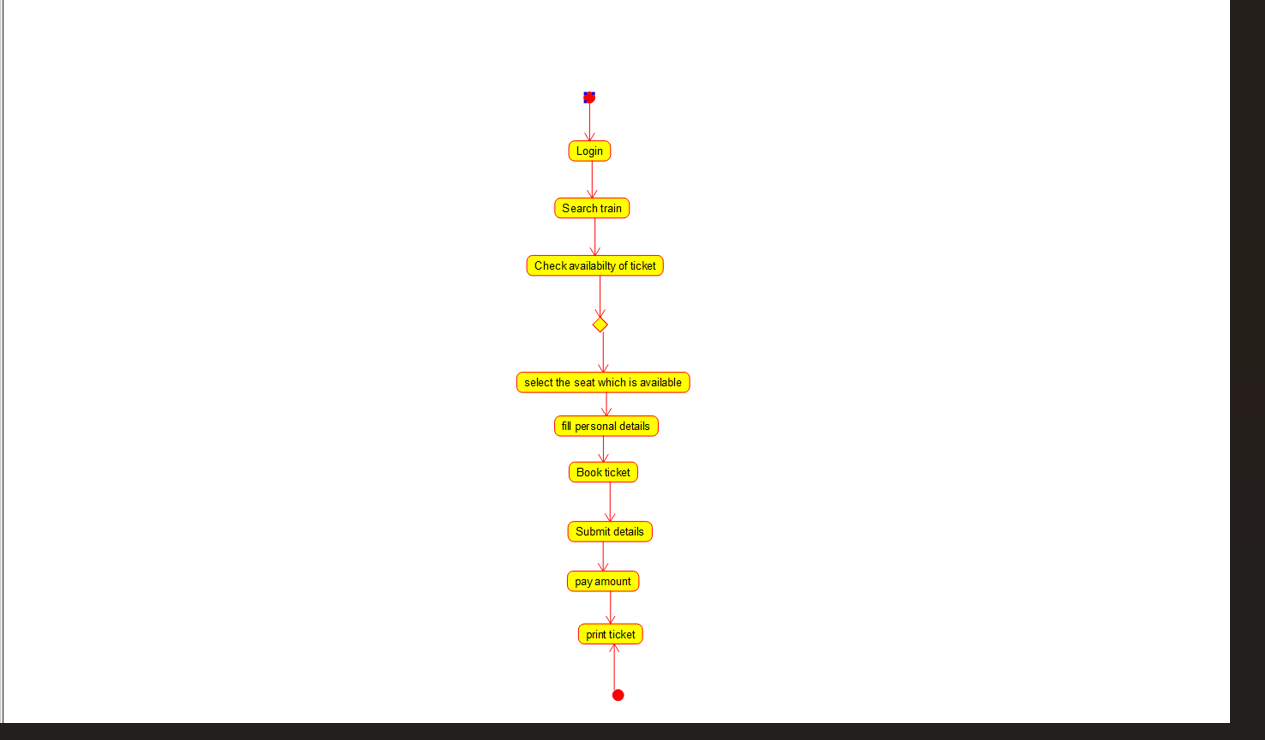 Login
Search train
Check availabilty of ticket
select the seat which is available
fill personal details
Book ticket
Submit details
pay amount
print ticket